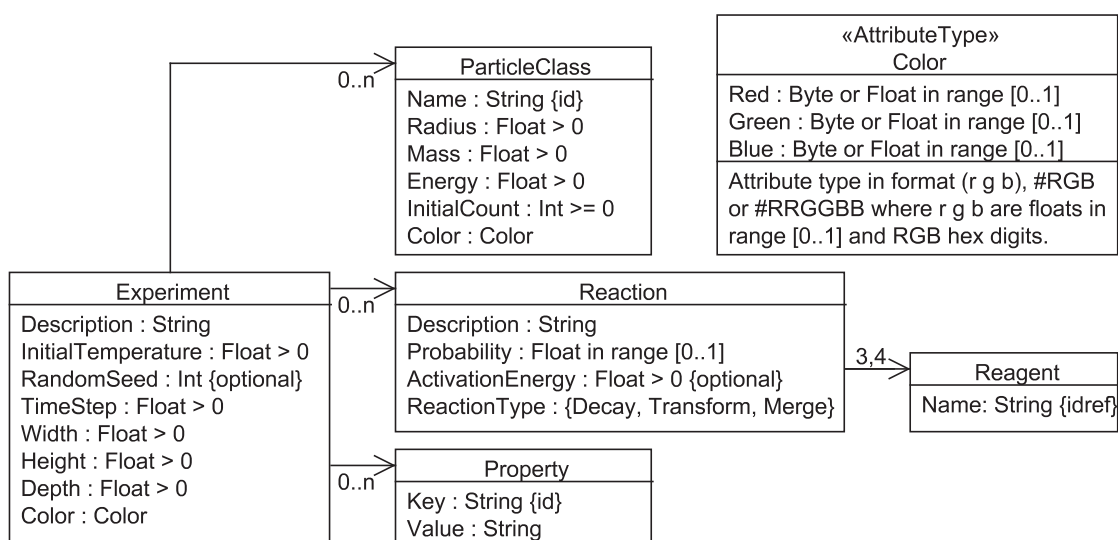 ParticleClass
Name : String {id}
Radius : Float > 0
Mass : Float > 0
Energy : Float > 0
InitialCount : Int >= 0
Color : Color
0..n
«AttributeType»
Color
Red : Byte or Float in range [0..1]
Green : Byte or Float in range [0..1]
Blue : Byte or Float in range [0..1]
Attribute type in format (r g b), #RGB
or #RRGGBB where r g b are floats in
range [0..1] and RGB hex digits.
Experiment
Description : String
InitialTemperature : Float > 0
RandomSeed : Int {optional}
TimeStep : Float > 0
Width : Float > 0
Height : Float > 0
Depth : Float > 0
Color : Color
0..n
Reaction
Description : String
Probability : Float in range [0..1]
ActivationEnergy : Float > 0 {optional}
ReactionType : {Decay, Transform, Merge}
3,4
Reagent
Name: String {idref}
0..n
Property
Key : String {id}
Value : String